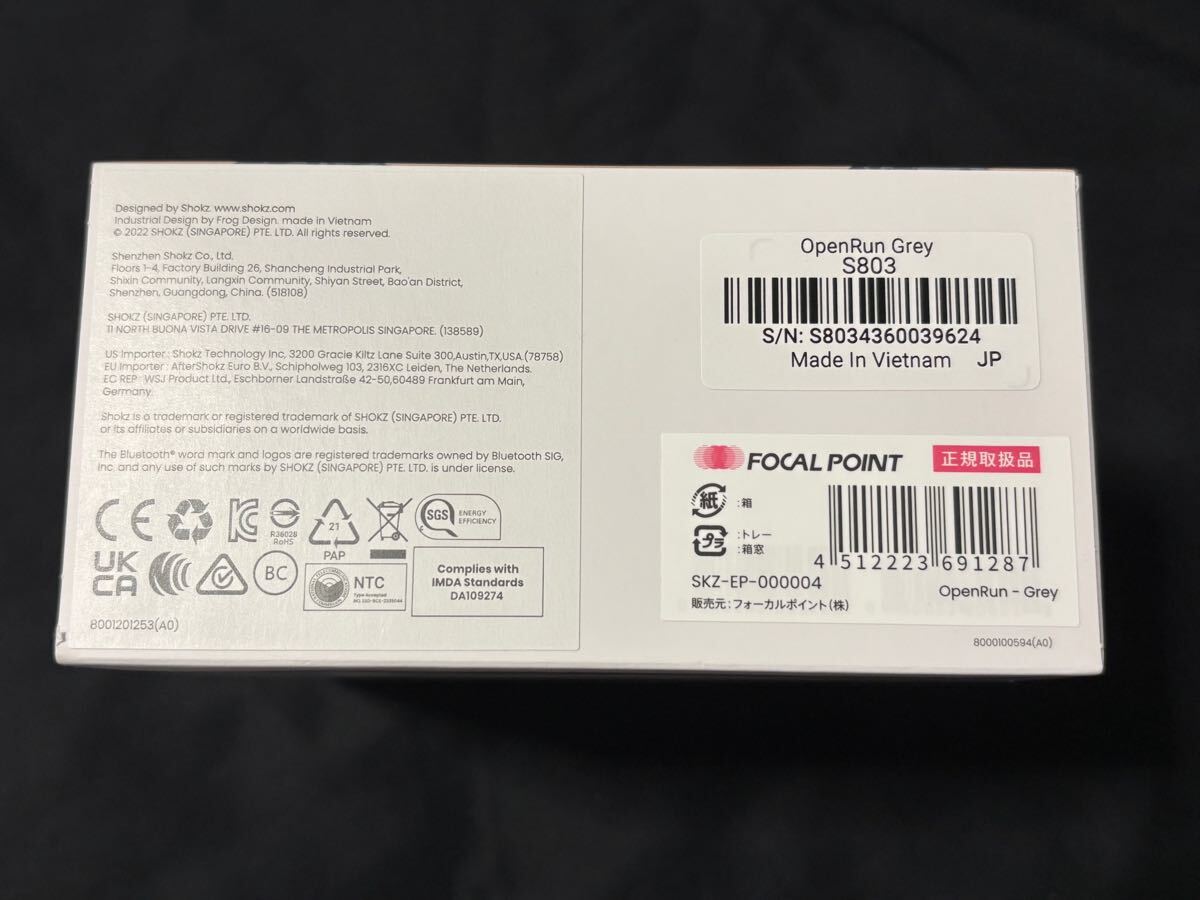 Designed by Shokz. www.shokz.com
Industrial Design by Frog Design. made in Vietnam
© 2022 SHOKZ (SINGAPORE) PTE. LTD. All rights reserved.
Shenzhen Shokz Co., Ltd.
Floors 1-4, Factory Building 26, Shancheng Industrial Park,
Shixin Community, Langxin Community, Shiyan Street, Bao'an District,
Shenzhen, Guangdong, China. (518108)
SHOKZ (SINGAPORE) PTE. LTD.
11 NORTH BUONA VISTA DRIVE #16-09 THE METROPOLIS SINGAPORE. (138589)
US Importer : Shokz Technology Inc, 3200 Gracie Kiltz Lane Suite 300,Austin,TX,USA.(78758)
EU Importer : AfterShokz Euro B.V., Schipholweg 103, 2316XC Leiden, The Netherlands.
EC REP WSJ Product Ltd., Eschborner Landstraße 42-50,60489 Frankfurt am Main,
Germany.
Shokz is a trademark or registered trademark of SHOKZ (SINGAPORE) PTE. LTD.
or its affiliates or subsidiaries on a worldwide basis.
The Bluetooth® word mark and logos are registered trademarks owned by Bluetooth SIG,
Inc. and any use of such marks by SHOKZ (SINGAPORE) PTE. LTD. is under license.
CE
R36028
RoHS
21
PAP
SGS ENERGY
EFFICIENCY
UK
CA
BC
NTC
Type Accepted
Complies with
IMDA Standards
DA109274
8001201253(A0)
OpenRun Grey
S803
S/N: S8034360039624
Made In Vietnam JP
FOCAL POINT 正規取扱品
紙 :箱
プラ :トレー
:箱窓
4 512223 691287
SKZ-EP-000004
OpenRun - Grey
販売元:フォーカルポイント(株)
8000100594(A0)